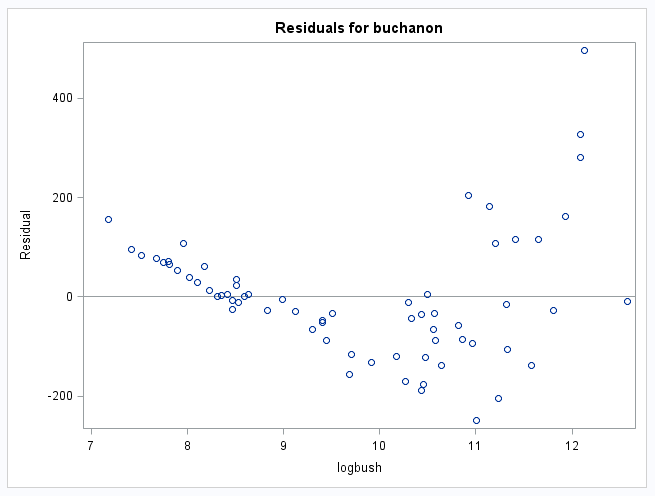 Residuals for buchanon
400
200
0
-200
Residual
7 8 9 10 11 12
logbush